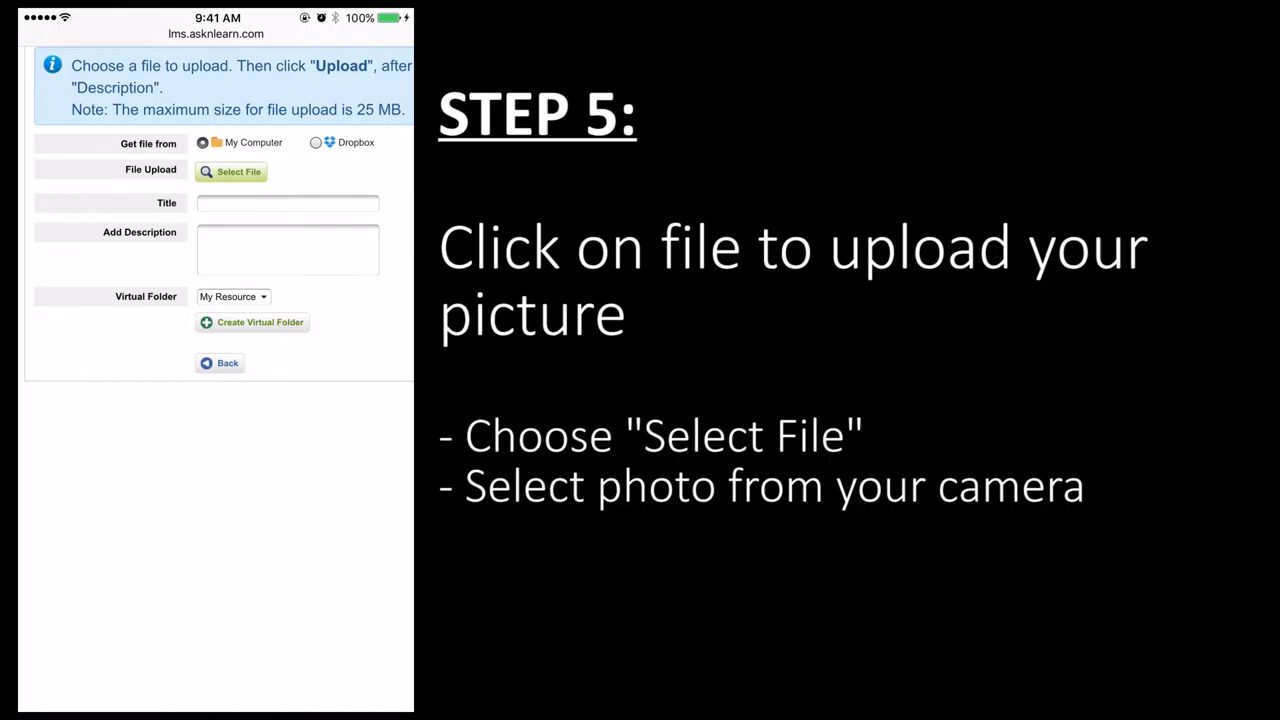 9:41 AM
100%
lms.asknlearn.com
Choose a file to upload. Then click "Upload", after
"Description".
Note: The maximum size for file upload is 25 MB.
Get file from
My Computer
Dropbox
File Upload
Select File
Title
Add Description
Virtual Folder
My Resource
Create Virtual Folder
Back
STEP 5:
Click on file to upload your
picture
- Choose "Select File"
- Select photo from your camera